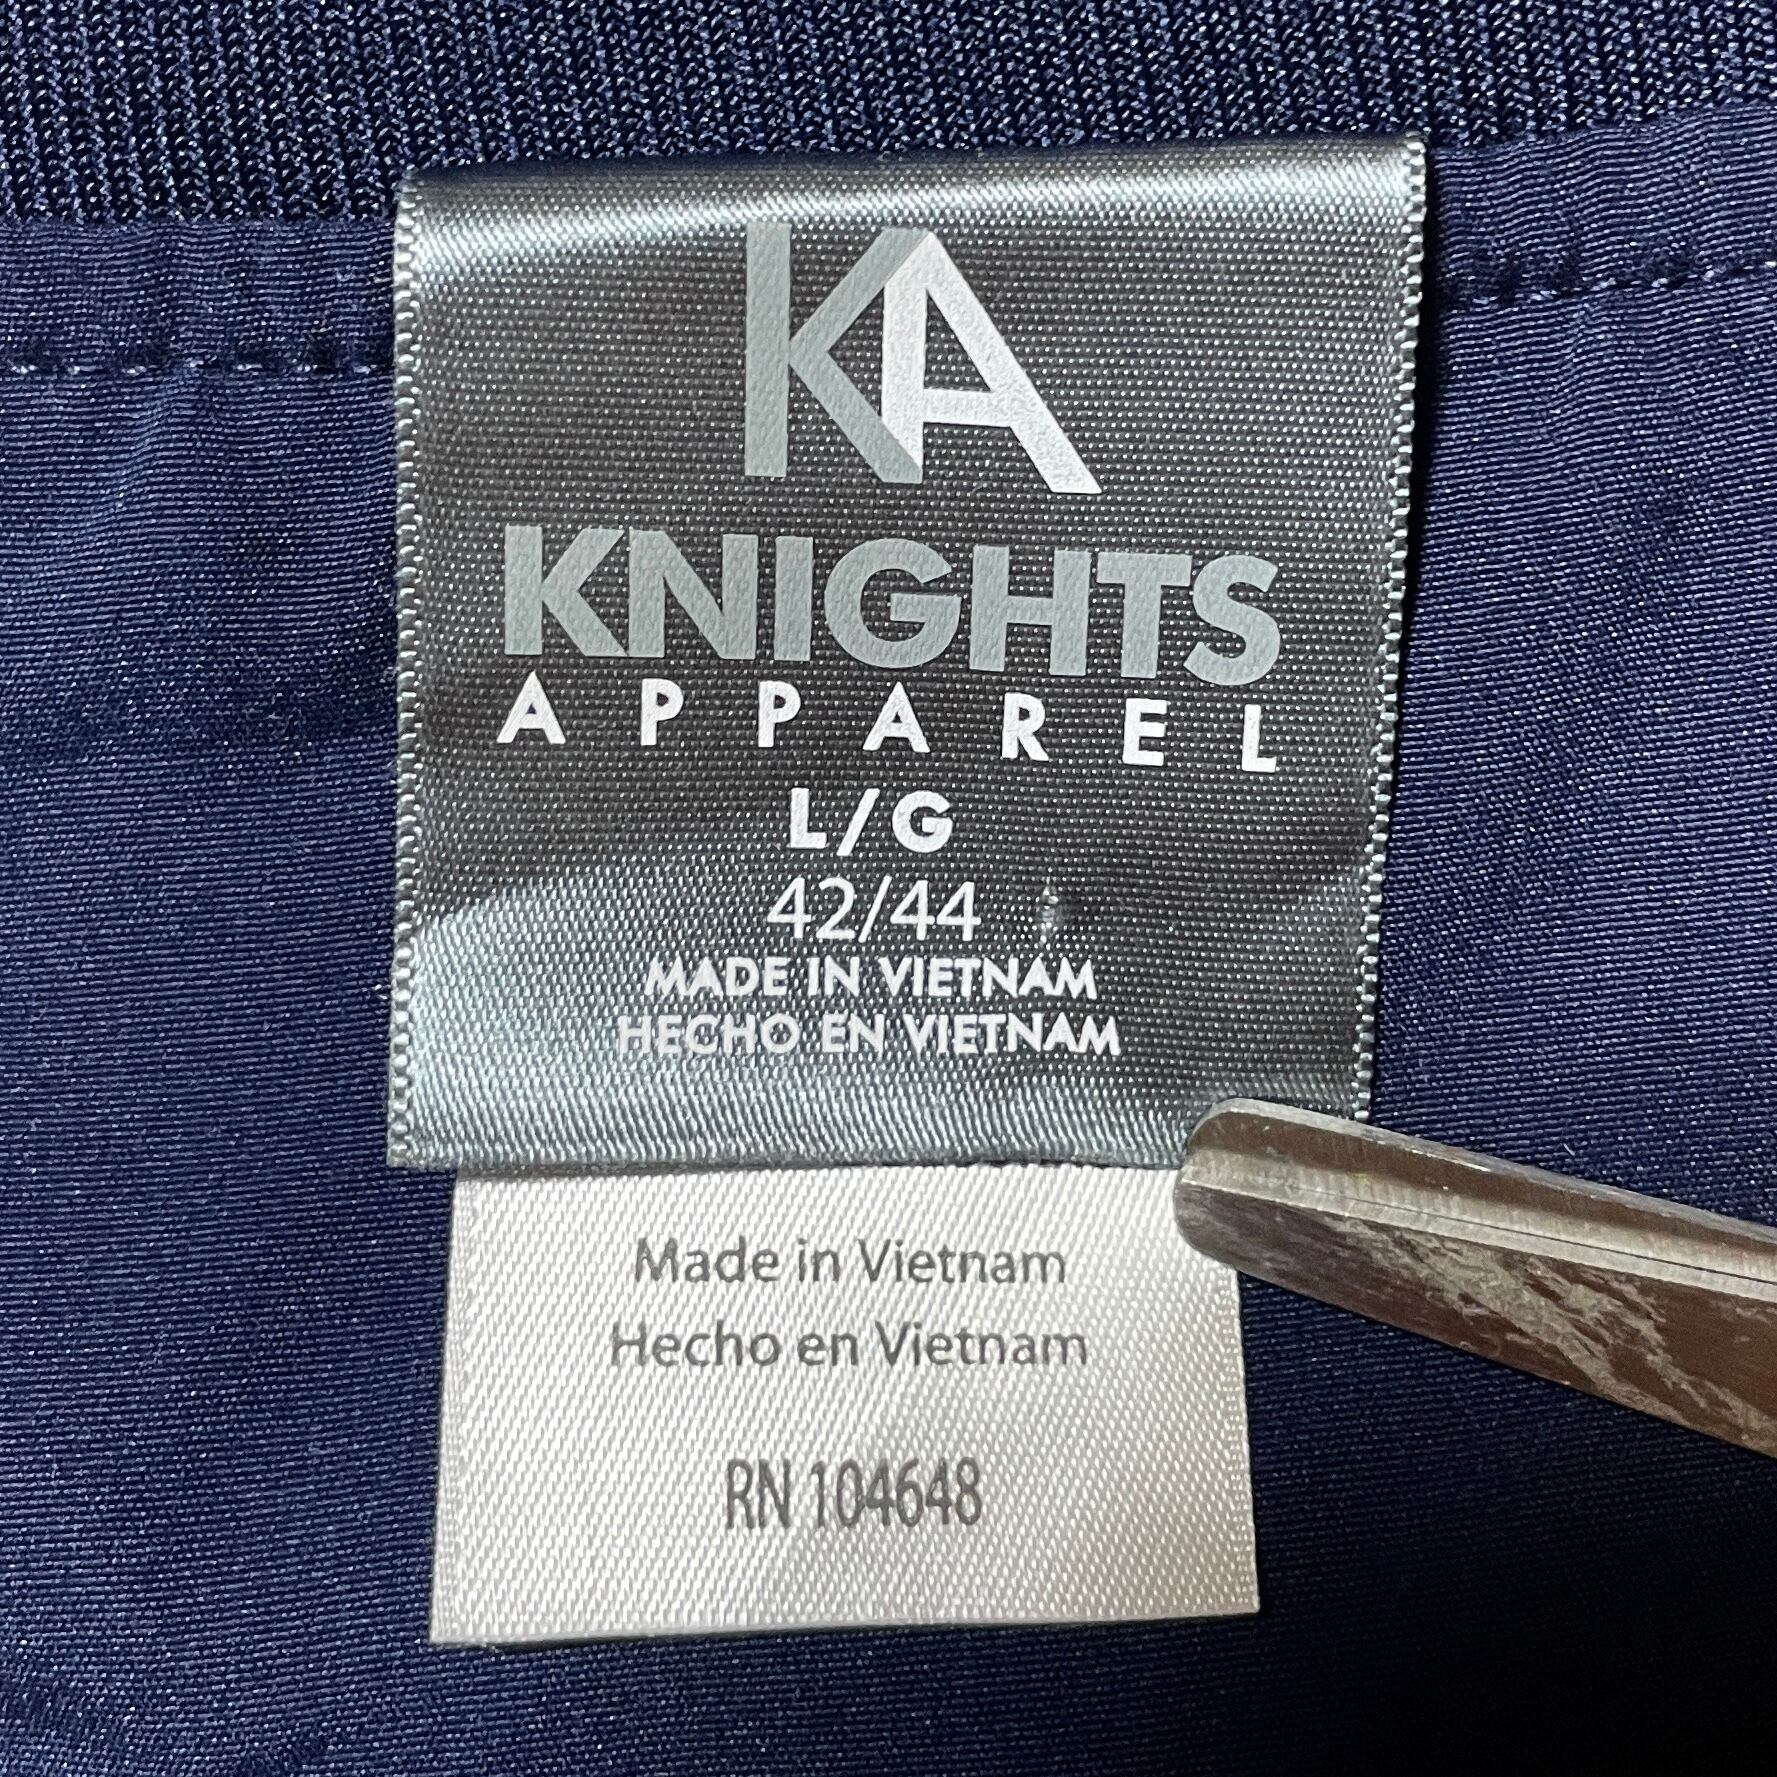 KA
KNIGHTS
APPAREL
L/G
42/44
MADE IN VIETNAM
HECHO EN VIETNAM
Made in Vietnam
Hecho en Vietnam
RN 104648